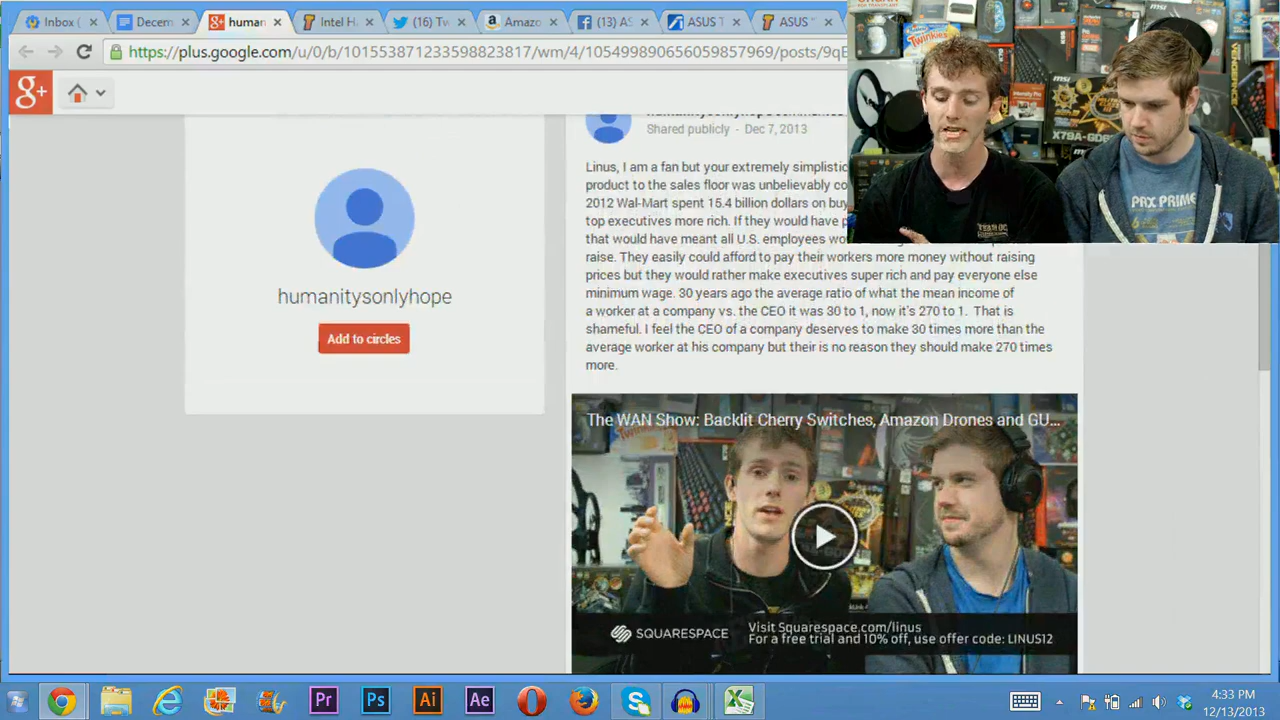 Inbox (
Decem
human
Intel H
(16) Tw
Amazo
(13) AS
ASUS T
ASUS "
https://plus.google.com/u/0/b/101553871233598323317/wm/4/105499890656059857969/posts/9qE
g+
Shared publicly - Dec 7, 2013
Linus, I am a fan but your extremely simplistic
product to the sales floor was unbelievably co
2012 Wal-Mart spent 15.4 billion dollars on buy
top executives more rich. If they would have p
that would have meant all U.S. employees wo
raise. They easily could afford to pay their workers more money without raising
prices but they would rather make executives super rich and pay everyone else
minimum wage. 30 years ago the average ratio of what the mean income of
a worker at a company vs. the CEO it was 30 to 1, now it's 270 to 1. That is
shameful. I feel the CEO of a company deserves to make 30 times more than the
average worker at his company but their is no reason they should make 270 times
more.
humanitysonlyhope
Add to circles
The WAN Show: Backlit Cherry Switches, Amazon Drones and GU...
SQUARESPACE
Visit Squarespace.com/linus
For a free trial and 10% off, use offer code: LINUS12
Twinkies
msi
X79A-GD6
PAX PRIME
Pr
Ps
Ai
Ae
4:33 PM
12/13/2013